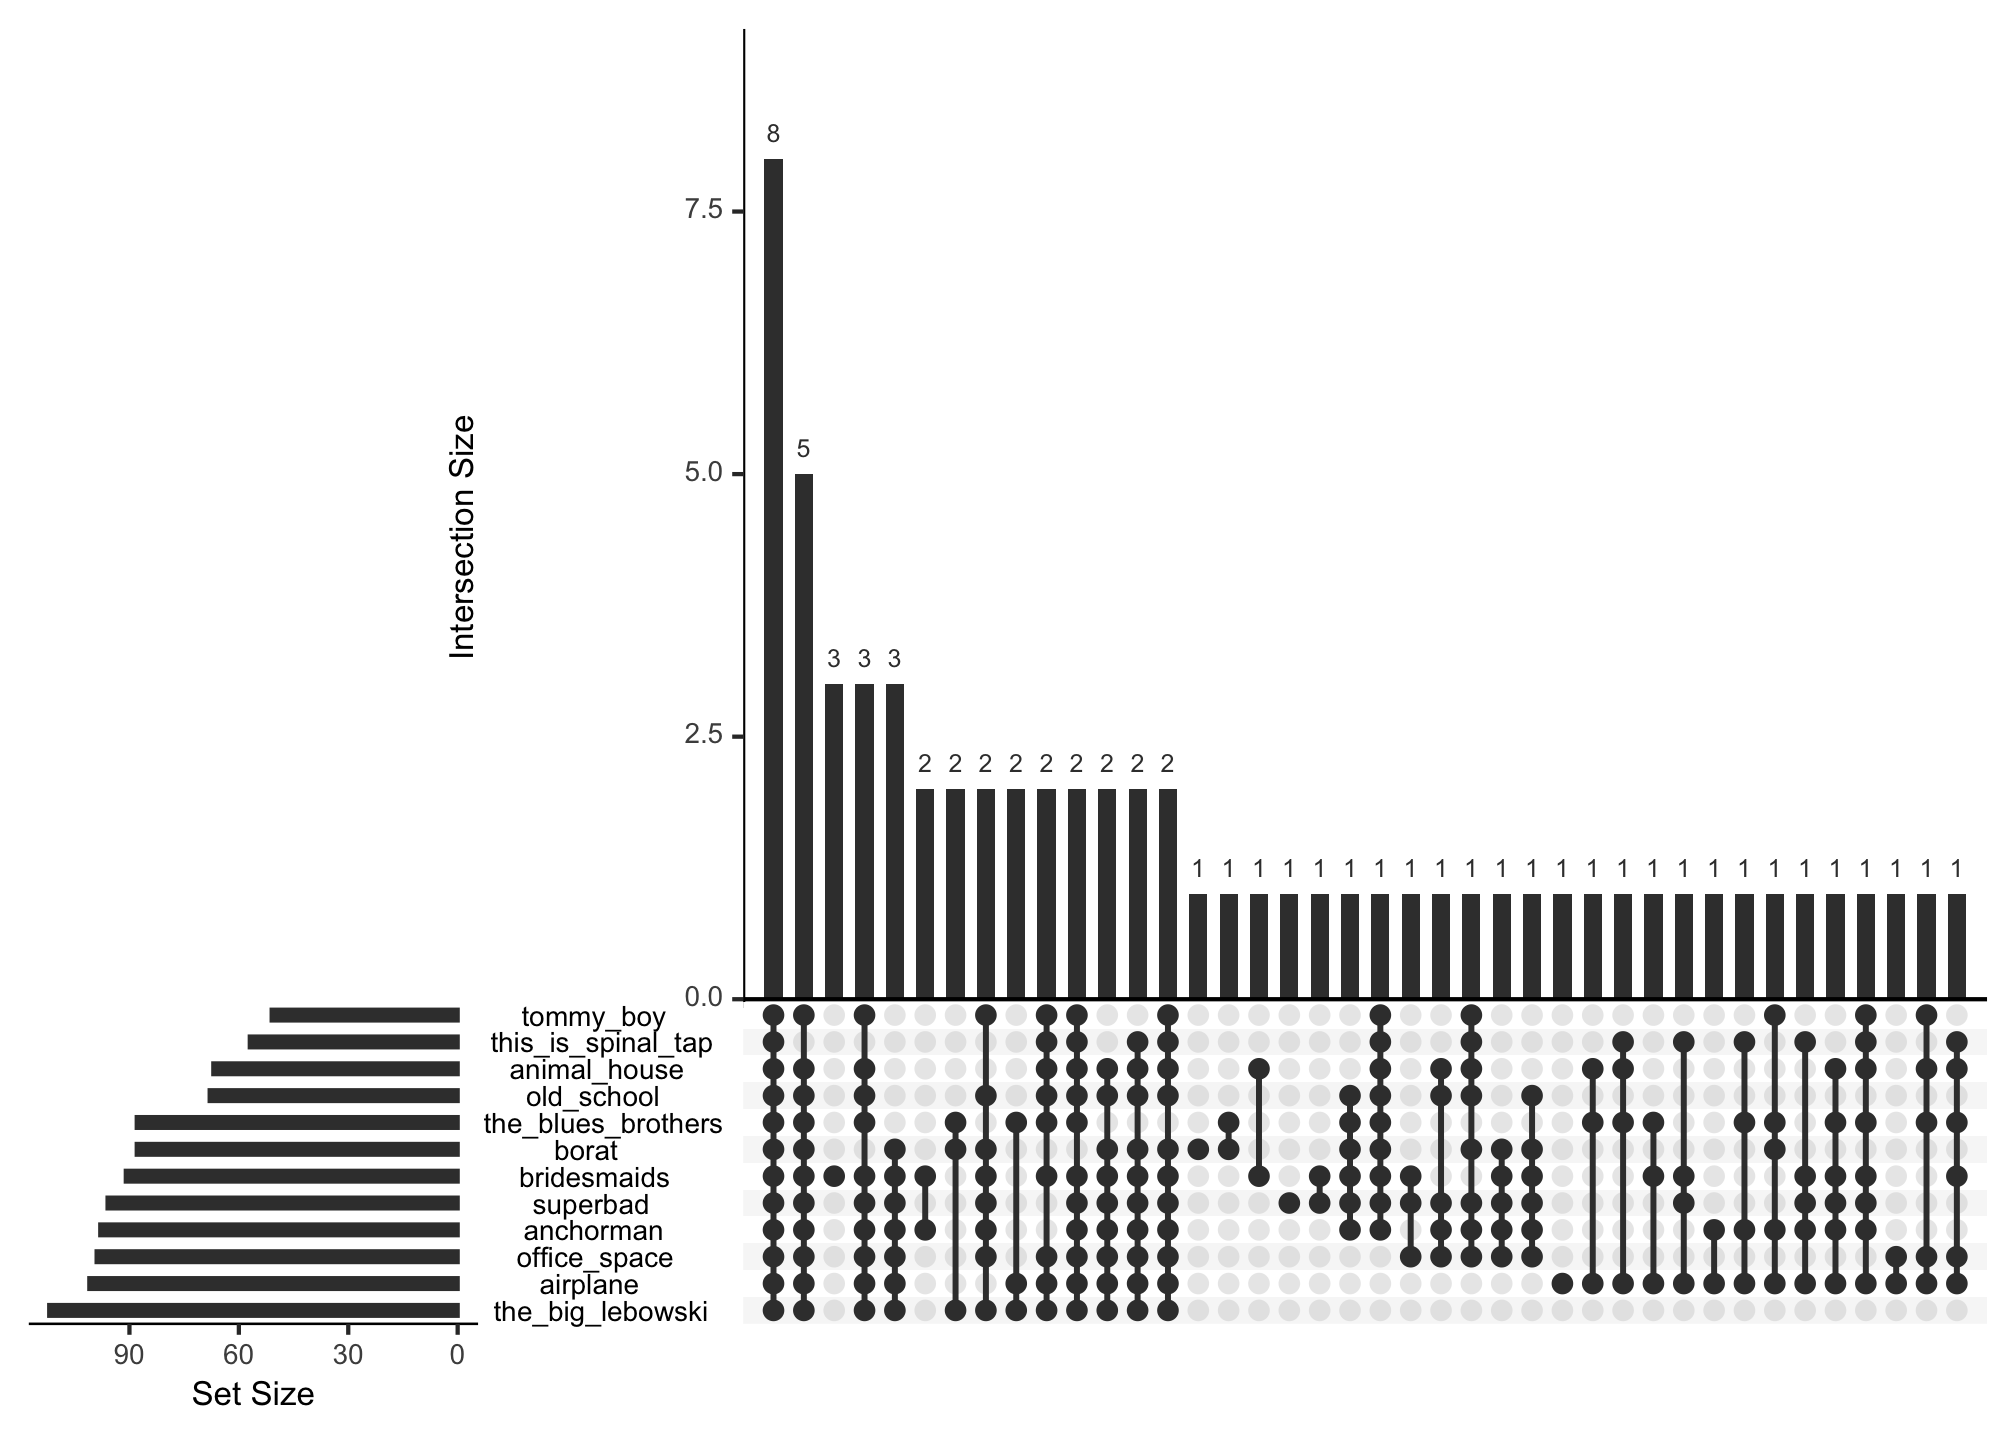 8
7.5
5
5.0
Intersection Size
3 3 3
2.5
2 2 2 2 2 2 2 2 2
1 1 1 1 1 1 1 1 1 1 1 1 1 1 1 1 1 1 1 1 1 1 1 1 1 1
0.0
tommy_boy
this_is_spinal_tap
animal_house
old_school
the_blues_brothers
borat
bridesmaids
superbad
anchorman
office_space
airplane
the_big_lebowski
90 60 30 0
Set Size